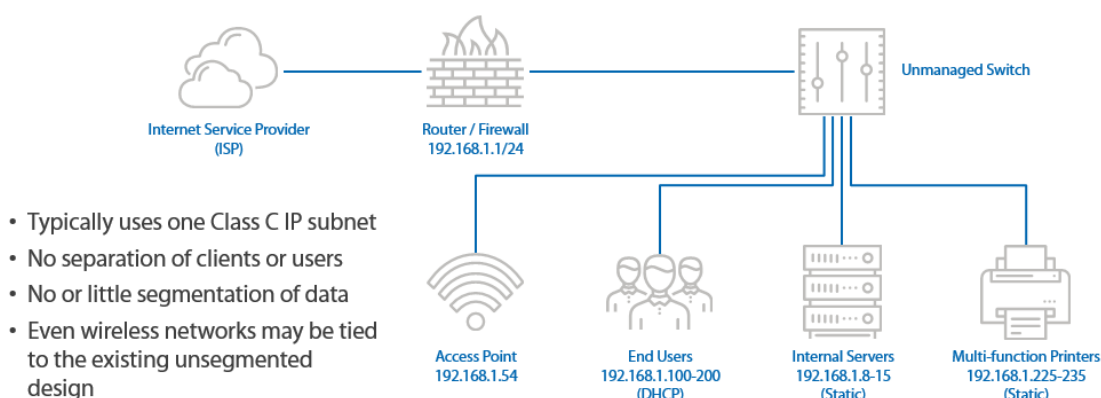 Unmanaged Switch
Internet Service Provider
(ISP)
Router / Firewall
192.168.1.1/24
• Typically uses one Class C IP subnet
• No separation of clients or users
• No or little segmentation of data
• Even wireless networks may be tied
to the existing unsegmented
design
Access Point
192.168.1.54
End Users
192.168.1.100-200
(DHCP)
Internal Servers
192.168.1.8-15
(Static)
Multi-function Printers
192.168.1.225-235
(Static)